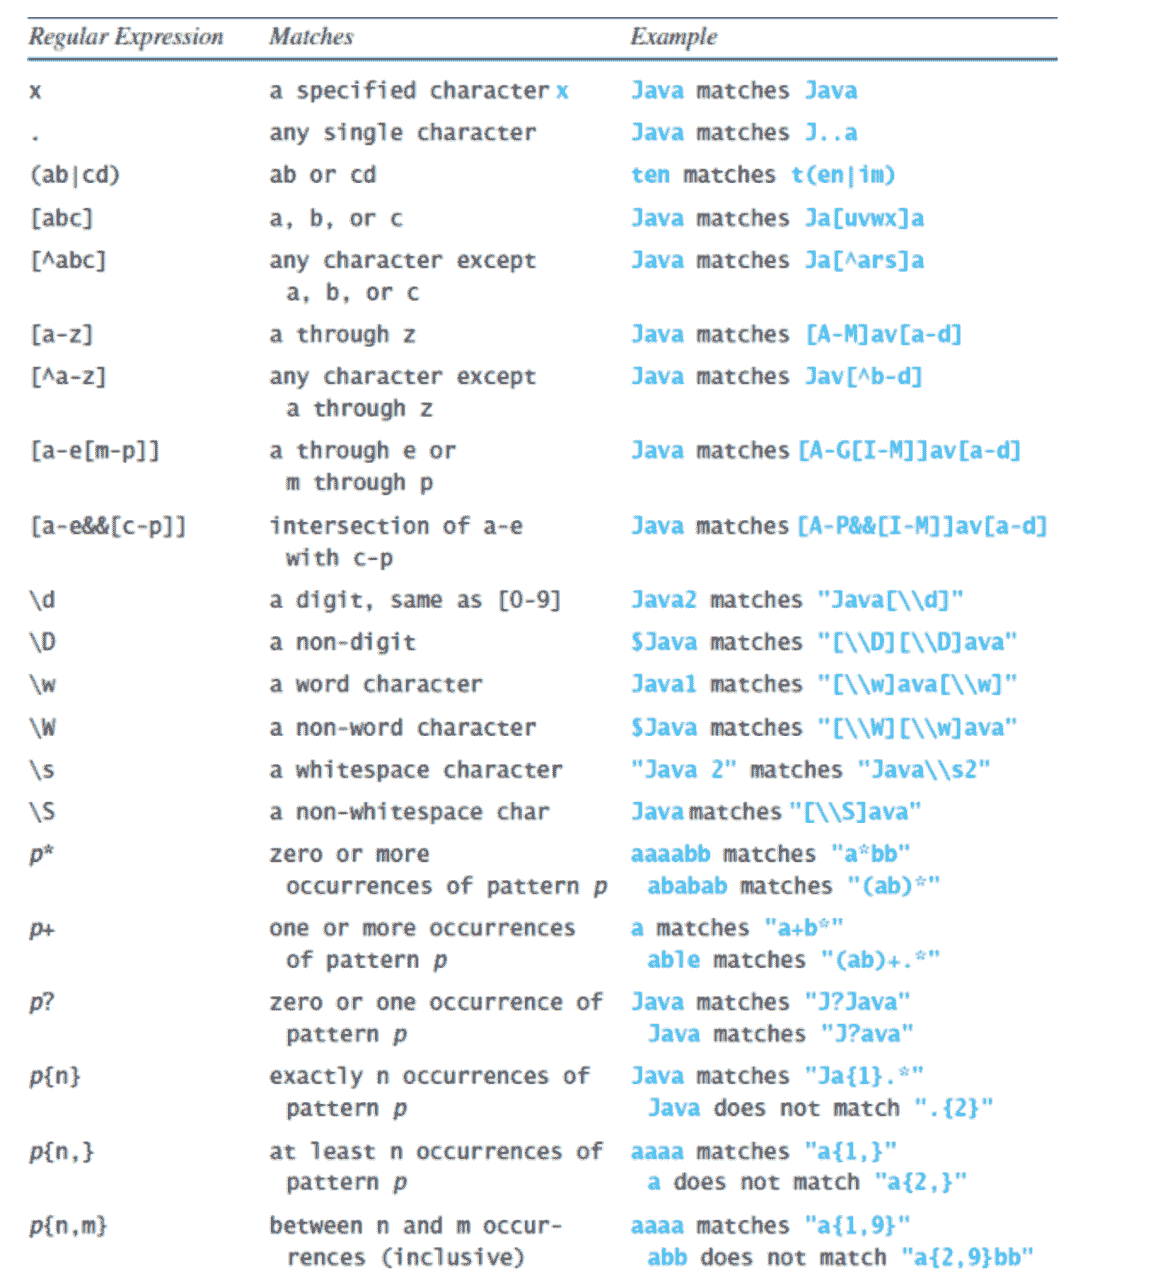 Regular Expression Matches Example
x a specified character x Java matches Java
. any single character Java matches J..a
(ab|cd) ab or cd ten matches t(en|im)
[abc] a, b, or c Java matches Ja[uvwx]a
[^abc] any character except Java matches Ja[^ars]a
a, b, or c
[a-z] a through z Java matches [A-M]av[a-d]
[^a-z] any character except Java matches Jav[^b-d]
a through z
[a-e[m-p]] a through e or Java matches [A-G[I-M]]av[a-d]
m through p
[a-e&&[c-p]] intersection of a-e Java matches [A-P&&[I-M]]av[a-d]
with c-p
\d a digit, same as [0-9] Java2 matches "Java[\\d]"
\D a non-digit $Java matches "[\\D][\\D]ava"
\w a word character Java1 matches "[\\w]ava[\\w]"
\W a non-word character $Java matches "[\\W][\\w]ava"
\s a whitespace character "Java 2" matches "Java\\s2"
\S a non-whitespace char Java matches "[\\S]ava"
p* zero or more aaaabb matches "a*bb"
occurrences of pattern p ababab matches "(ab)*"
p+ one or more occurrences a matches "a+b*"
of pattern p able matches "(ab)+.*"
p? zero or one occurrence of Java matches "J?Java"
pattern p Java matches "J?ava"
p{n} exactly n occurrences of Java matches "Ja{1}.*"
pattern p Java does not match ".{2}"
p{n,} at least n occurrences of aaaa matches "a{1,}"
pattern p a does not match "a{2,}"
p{n,m} between n and m occur- aaaa matches "a{1,9}"
rences (inclusive) abb does not match "a{2,9}bb"